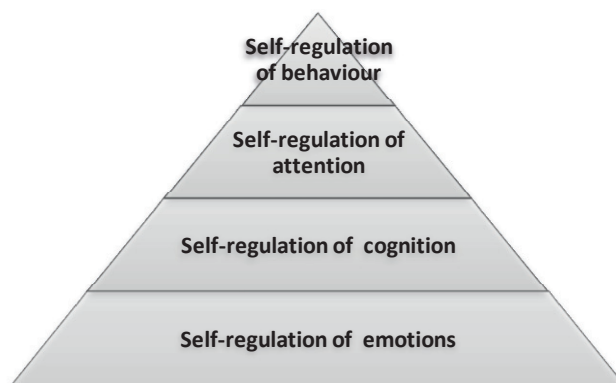 Self-regulation
of behaviour
Self-regulation of
attention
Self-regulation of cognition
Self-regulation of emotions